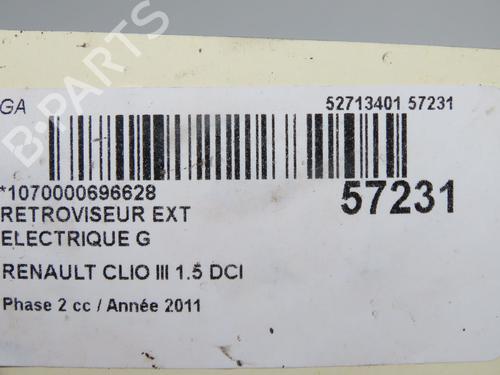 B-PARTS
GA
52713401 57231
*1070000696628
57231
RETROVISEUR EXT
ELECTRIQUE G
RENAULT CLIO III 1.5 DCI
Phase 2 cc / Année 2011